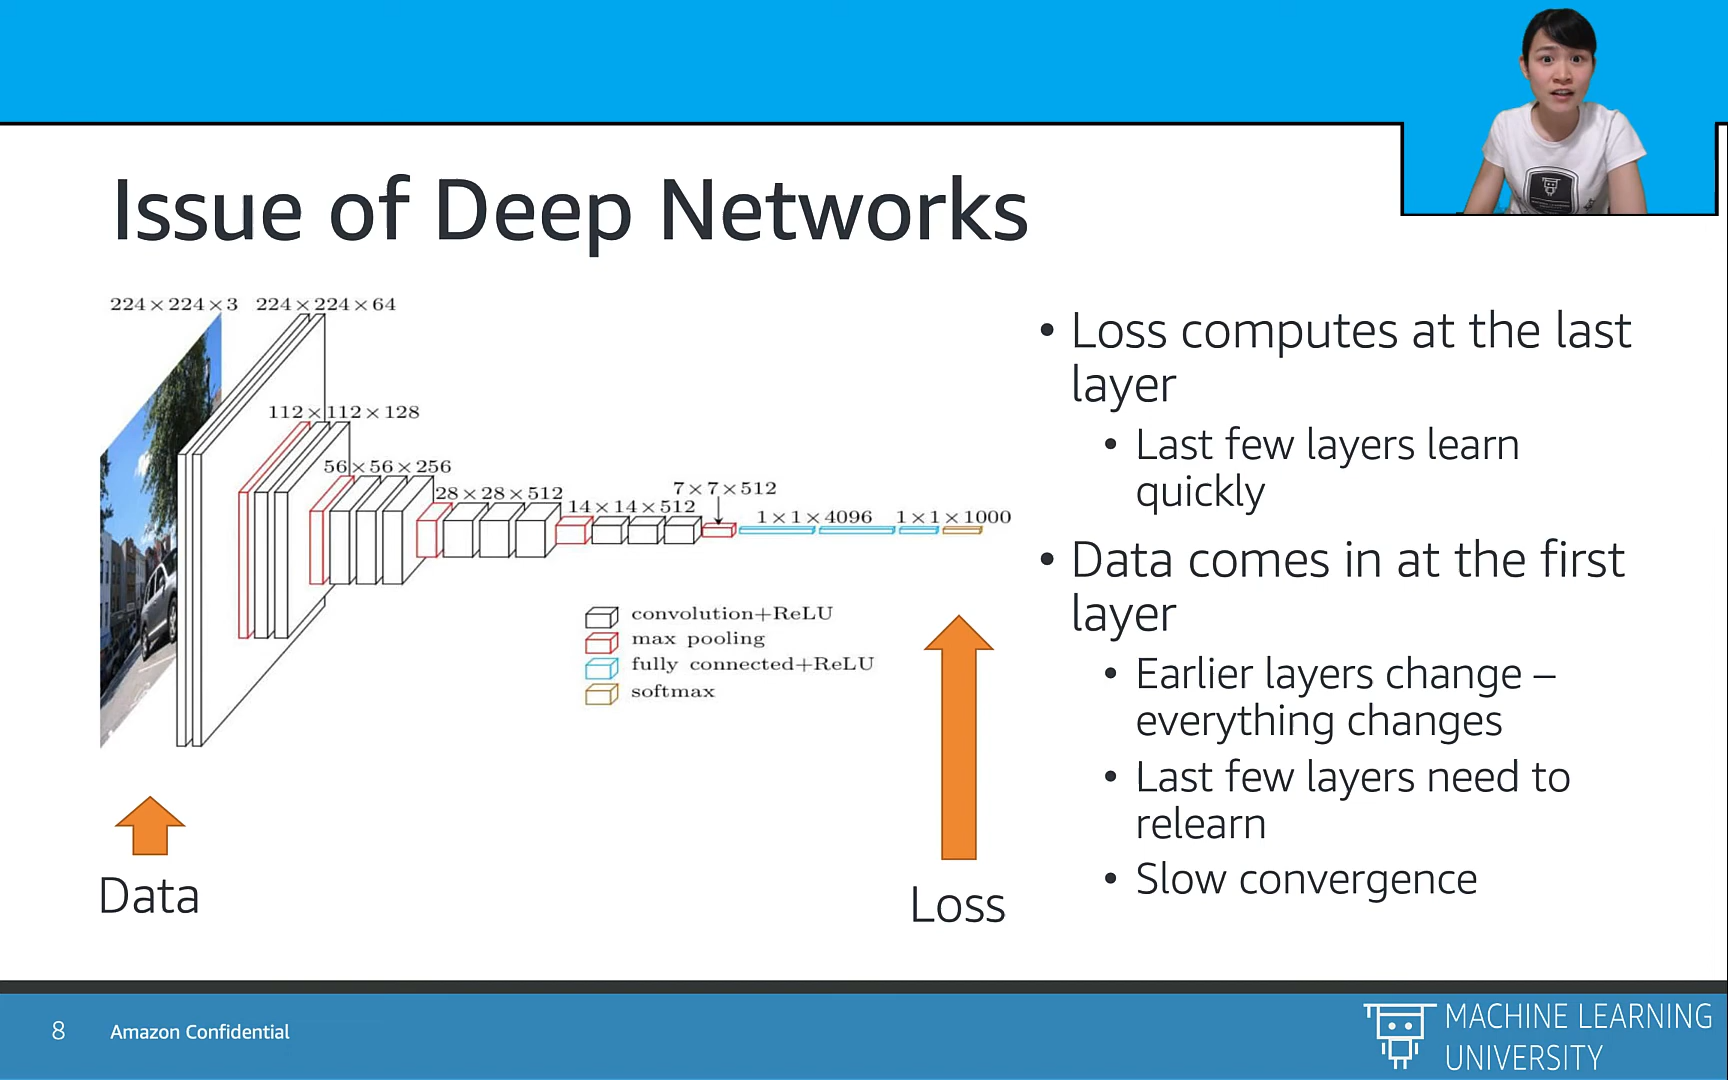 Issue of Deep Networks
224×224×3 224×224×64
112×112×128
56×56×256
28×28×512
14×14×512
7×7×512
1×1×4096 1×1×1000
convolution+ReLU
max pooling
fully connected+ReLU
softmax
Data
Loss
• Loss computes at the last
layer
• Last few layers learn
quickly
• Data comes in at the first
layer
• Earlier layers change –
everything changes
• Last few layers need to
relearn
• Slow convergence
8 Amazon Confidential
MACHINE LEARNING
UNIVERSITY